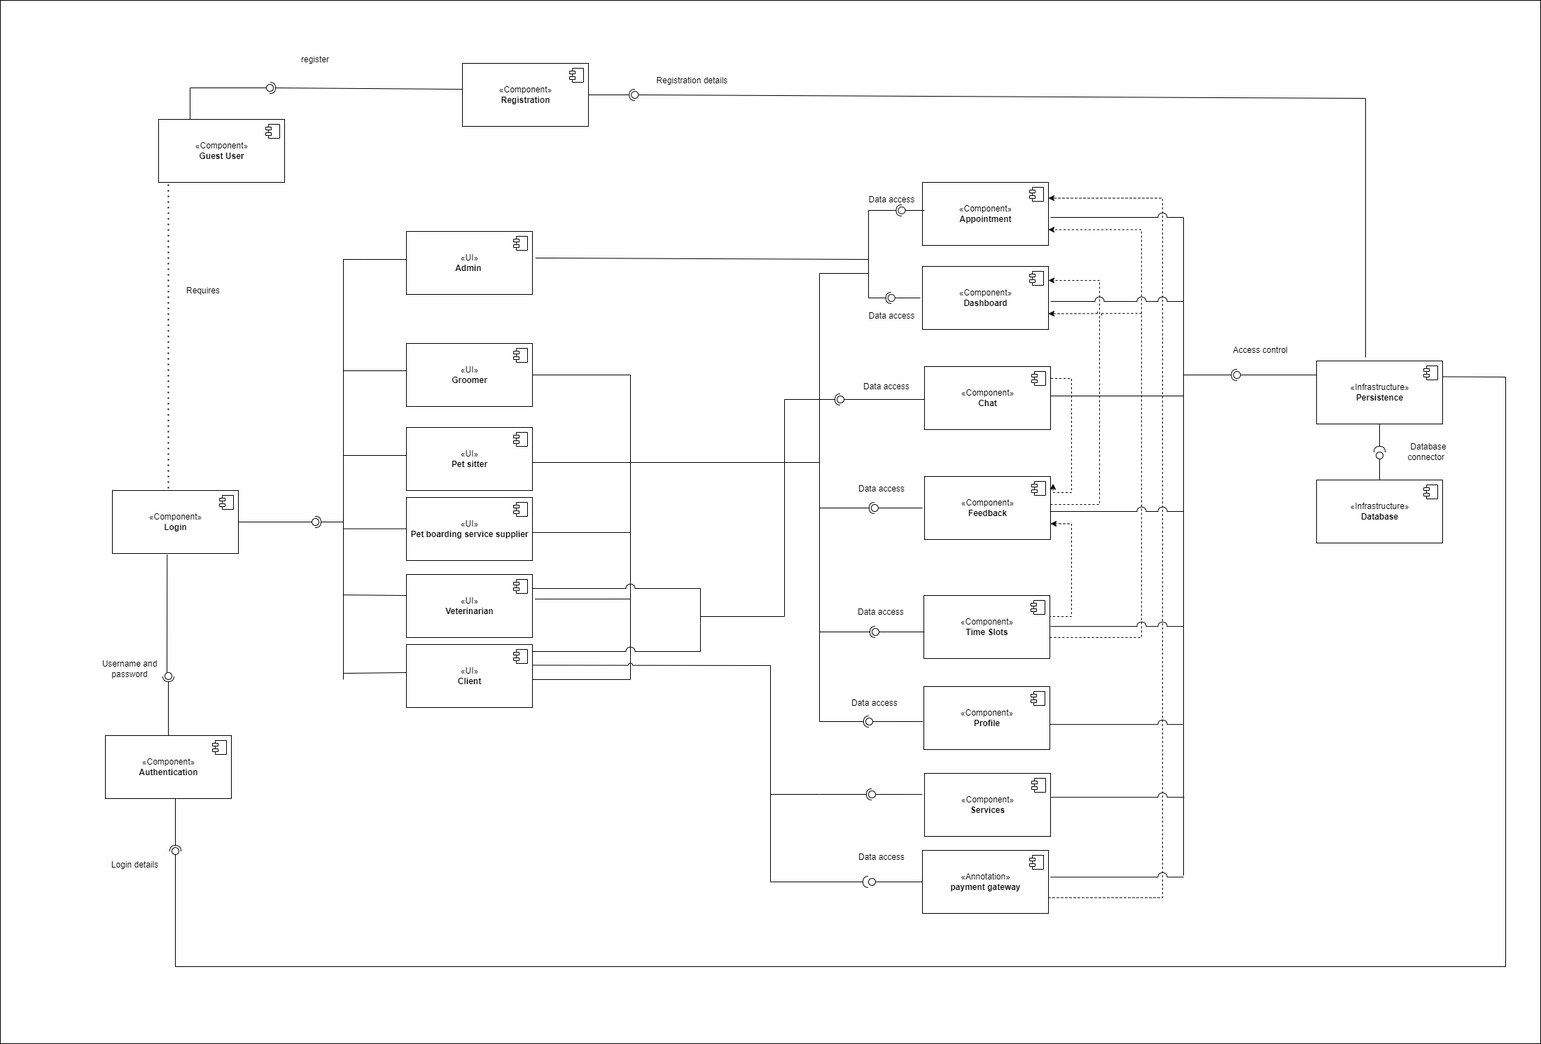 register
«Component»
Registration
Registration details
«Component»
Guest User
Requires
«UI»
Admin
Data access
«Component»
Appointment
«Component»
Dashboard
Data access
«UI»
Groomer
Data access
«Component»
Chat
Access control
«Infrastructure»
Persistence
Database
connector
«Infrastructure»
Database
«UI»
Pet sitter
Data access
«Component»
Feedback
«Component»
Login
«UI»
Pet boarding service supplier
«UI»
Veterinarian
Data access
«Component»
Time Slots
Username and
password
«UI»
Client
Data access
«Component»
Profile
«Component»
Authentication
«Component»
Services
Login details
Data access
«Annotation»
payment gateway